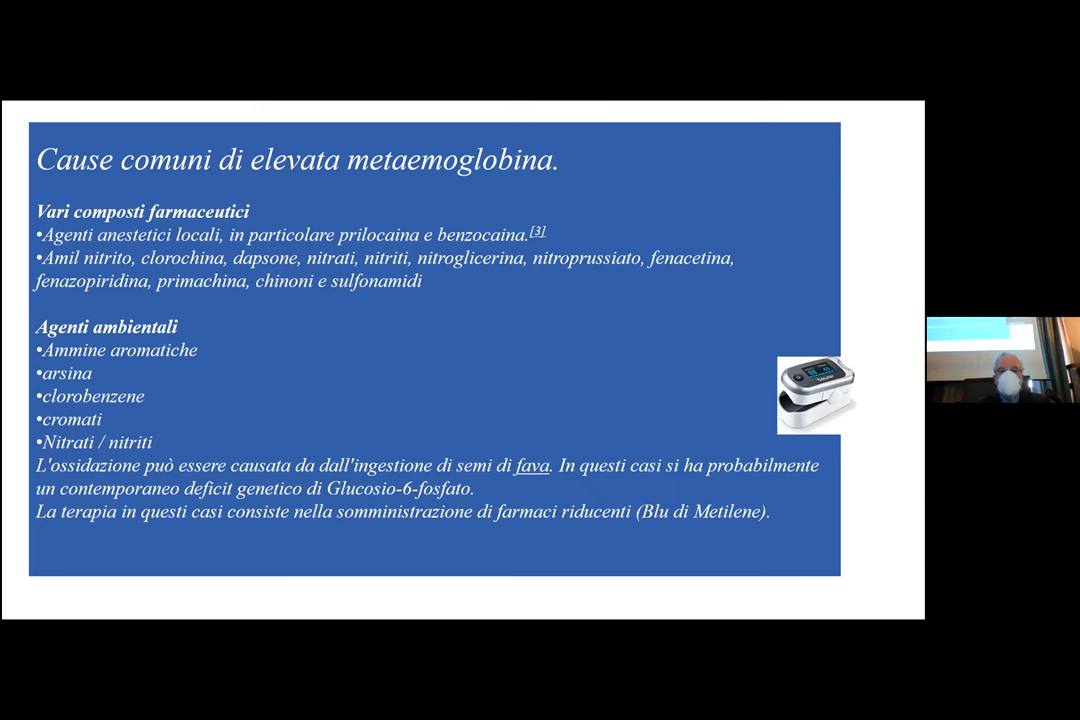 Cause comuni di elevata metaemoglobina.
Vari composti farmaceutici
•Agenti anestetici locali, in particolare prilocaina e benzocaina.[3]
•Amil nitrito, clorochina, dapsone, nitrati, nitriti, nitroglicerina, nitroprussiato, fenacetina,
fenazopiridina, primachina, chinoni e sulfonamidi
Agenti ambientali
•Ammine aromatiche
•arsina
•clorobenzene
•cromati
•Nitrati / nitriti
L'ossidazione può essere causata da dall'ingestione di semi di fava. In questi casi si ha probabilmente
un contemporaneo deficit genetico di Glucosio-6-fosfato.
La terapia in questi casi consiste nella somministrazione di farmaci riducenti (Blu di Metilene).